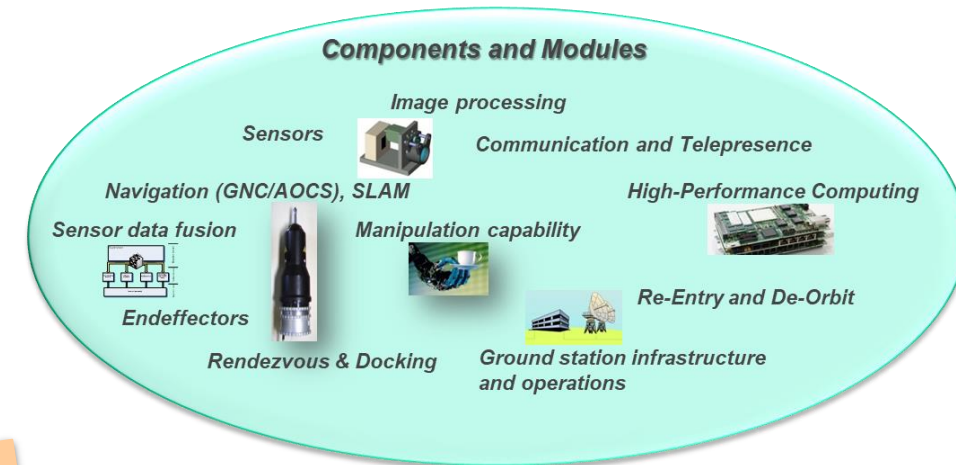 Components and Modules
Image processing
Sensors
Communication and Telepresence
Navigation (GNC/AOCS), SLAM
High-Performance Computing
Sensor data fusion
Manipulation capability
Re-Entry and De-Orbit
Endeffectors
Rendezvous & Docking
Ground station infrastructure
and operations